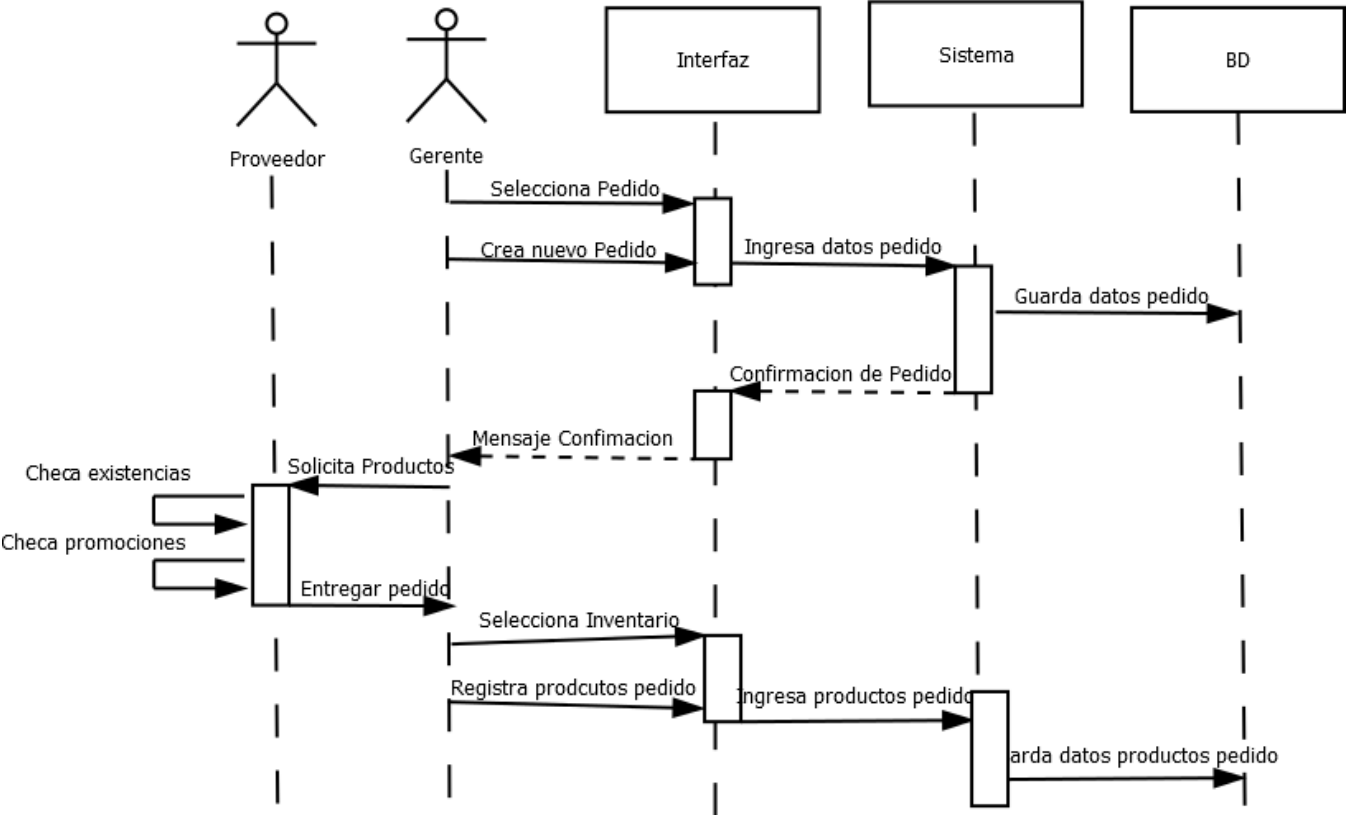 Interfaz
Sistema
BD
Proveedor
Gerente
Selecciona Pedido
Crea nuevo Pedido
Ingresa datos pedido
Guarda datos pedido
Confirmacion de Pedido
Mensaje Confimacion
Solicita Productos
Checa existencias
Checa promociones
Entregar pedido
Selecciona Inventario
Registra prodcutos pedido
Ingresa productos pedido
arda datos productos pedido